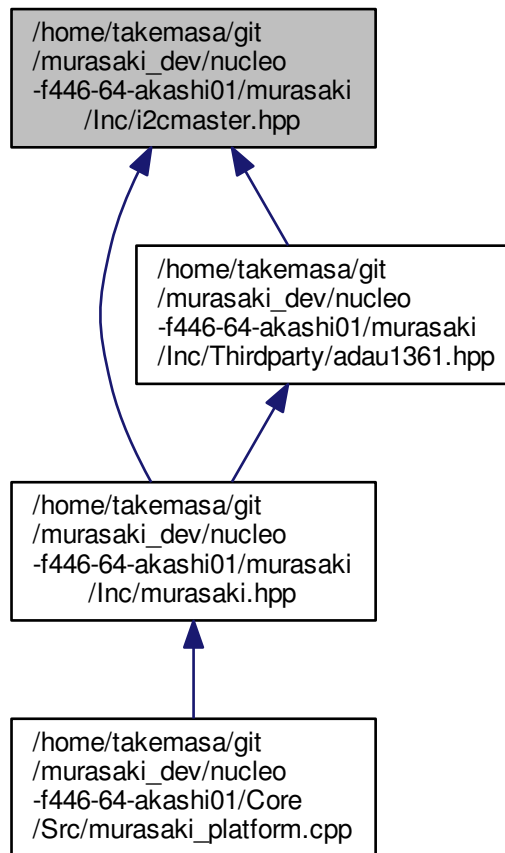 /home/takemasa/git
/murasaki_dev/nucleo
-f446-64-akashi01/murasaki
/Inc/i2cmaster.hpp
/home/takemasa/git
/murasaki_dev/nucleo
-f446-64-akashi01/murasaki
/Inc/Thirdparty/adau1361.hpp
/home/takemasa/git
/murasaki_dev/nucleo
-f446-64-akashi01/murasaki
/Inc/murasaki.hpp
/home/takemasa/git
/murasaki_dev/nucleo
-f446-64-akashi01/Core
/Src/murasaki_platform.cpp